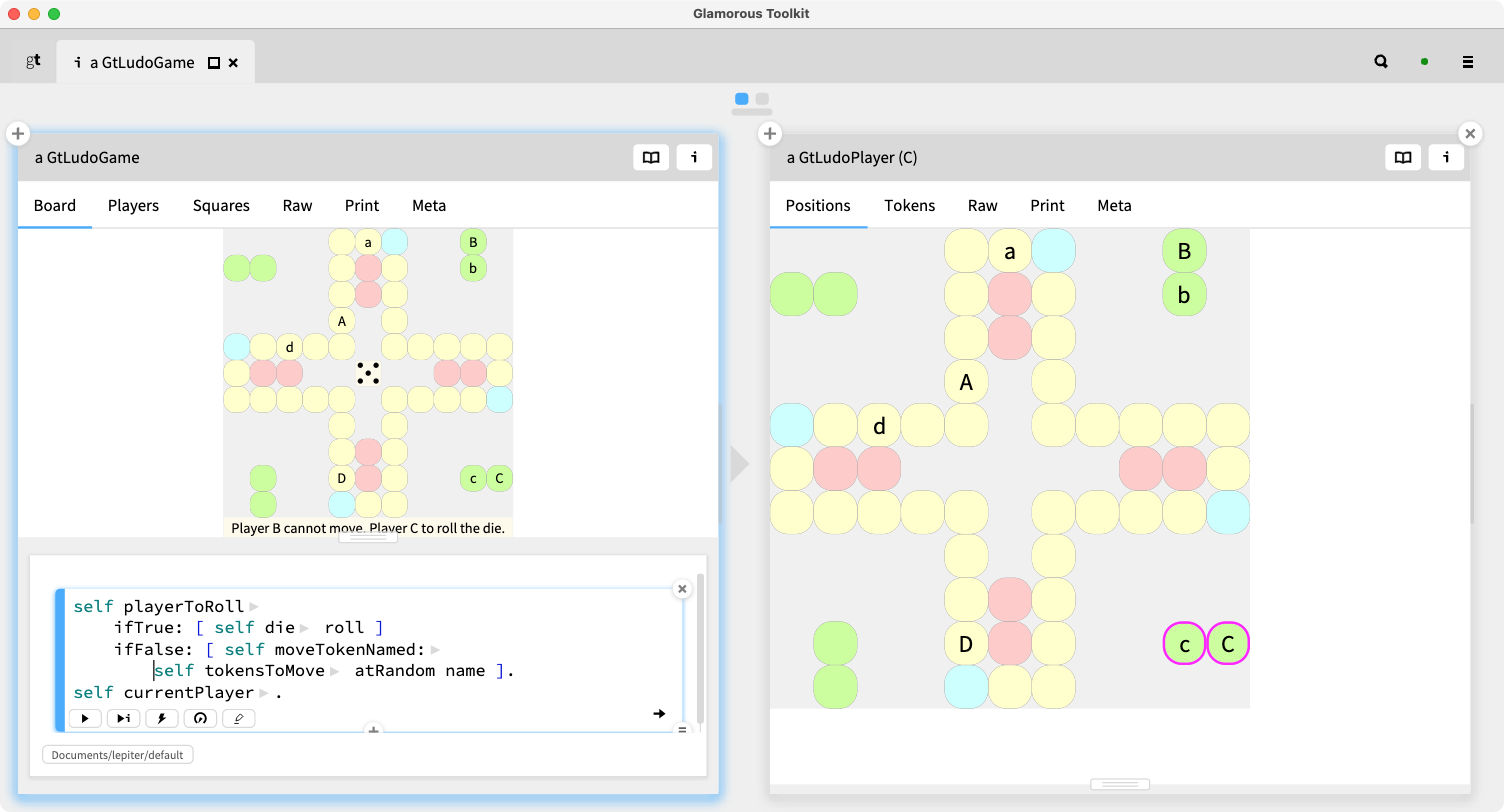 Glamorous Toolkit
gt
i a GtLudoGame
a GtLudoGame
i
Board Players Squares Raw Print Meta
a B
b
A
d
D c C
Player B cannot move. Player C to roll the die.
self playerToRoll
ifTrue: [ self die roll ]
ifFalse: [ self moveTokenNamed:
self tokensToMove atRandom name ].
self currentPlayer .
i
Documents/lepiter/default
a GtLudoPlayer (C)
i
Positions Tokens Raw Print Meta
a B
b
A
d
D c C